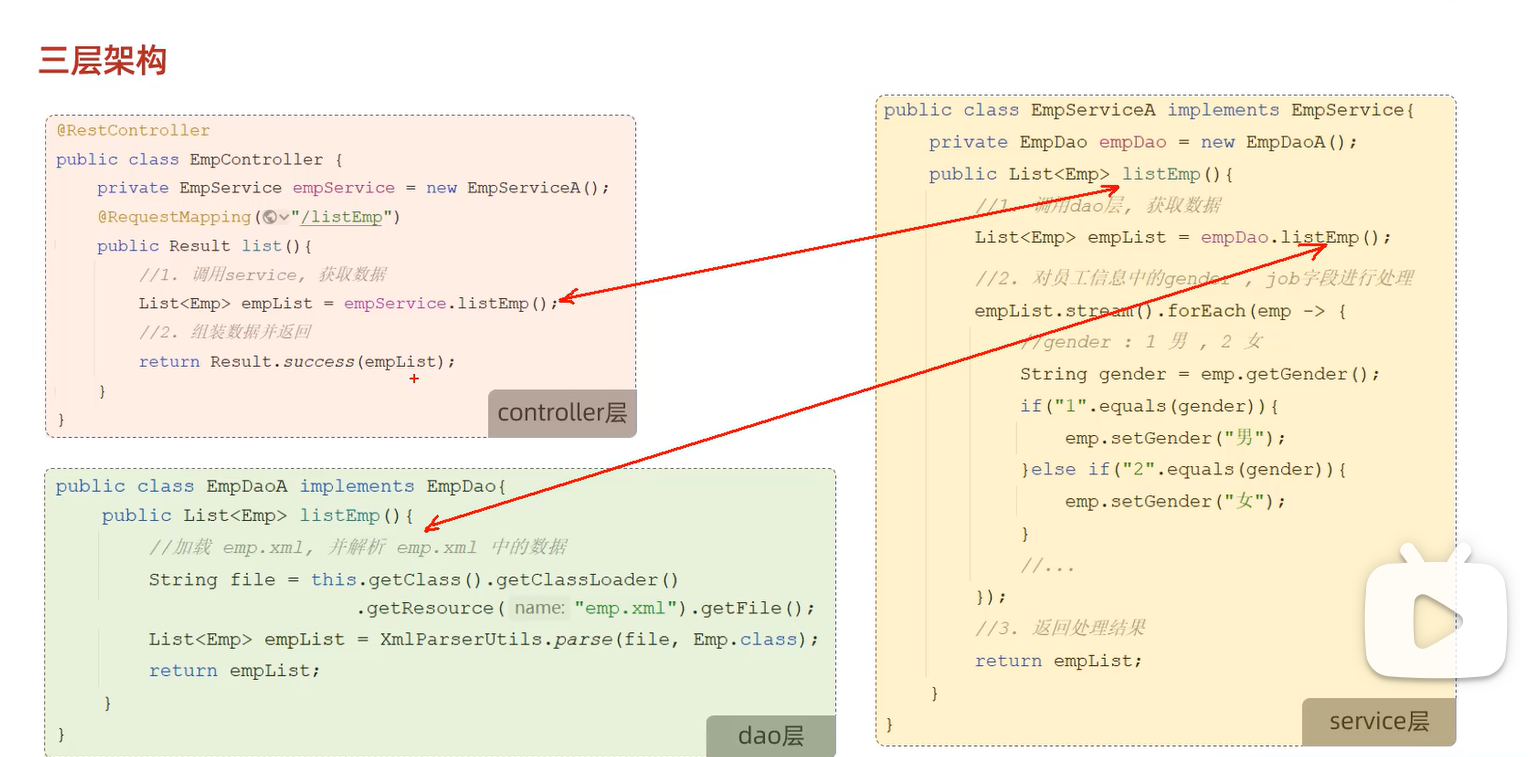 三层架构
@RestController
public class EmpController {
private EmpService empService = new EmpServiceA();
@RequestMapping("/listEmp")
public Result list(){
//1. 调用service, 获取数据
List<Emp> empList = empService.listEmp();
//2. 组装数据并返回
return Result.success(empList);
}
}
controller层
public class EmpDaoA implements EmpDao{
public List<Emp> listEmp(){
//加载 emp.xml, 并解析 emp.xml 中的数据
String file = this.getClass().getClassLoader()
.getResource( name: "emp.xml").getFile();
List<Emp> empList = XmlParserUtils.parse(file, Emp.class);
return empList;
}
}
dao层
public class EmpServiceA implements EmpService{
private EmpDao empDao = new EmpDaoA();
public List<Emp> listEmp(){
//1. 调用dao层, 获取数据
List<Emp> empList = empDao.listEmp();
//2. 对员工信息中的gender , job字段进行处理
empList.stream().forEach(emp -> {
//gender : 1 男 , 2 女
String gender = emp.getGender();
if("1".equals(gender)){
emp.setGender("男");
}else if("2".equals(gender)){
emp.setGender("女");
}
//...
});
//3. 返回处理结果
return empList;
}
}
service层